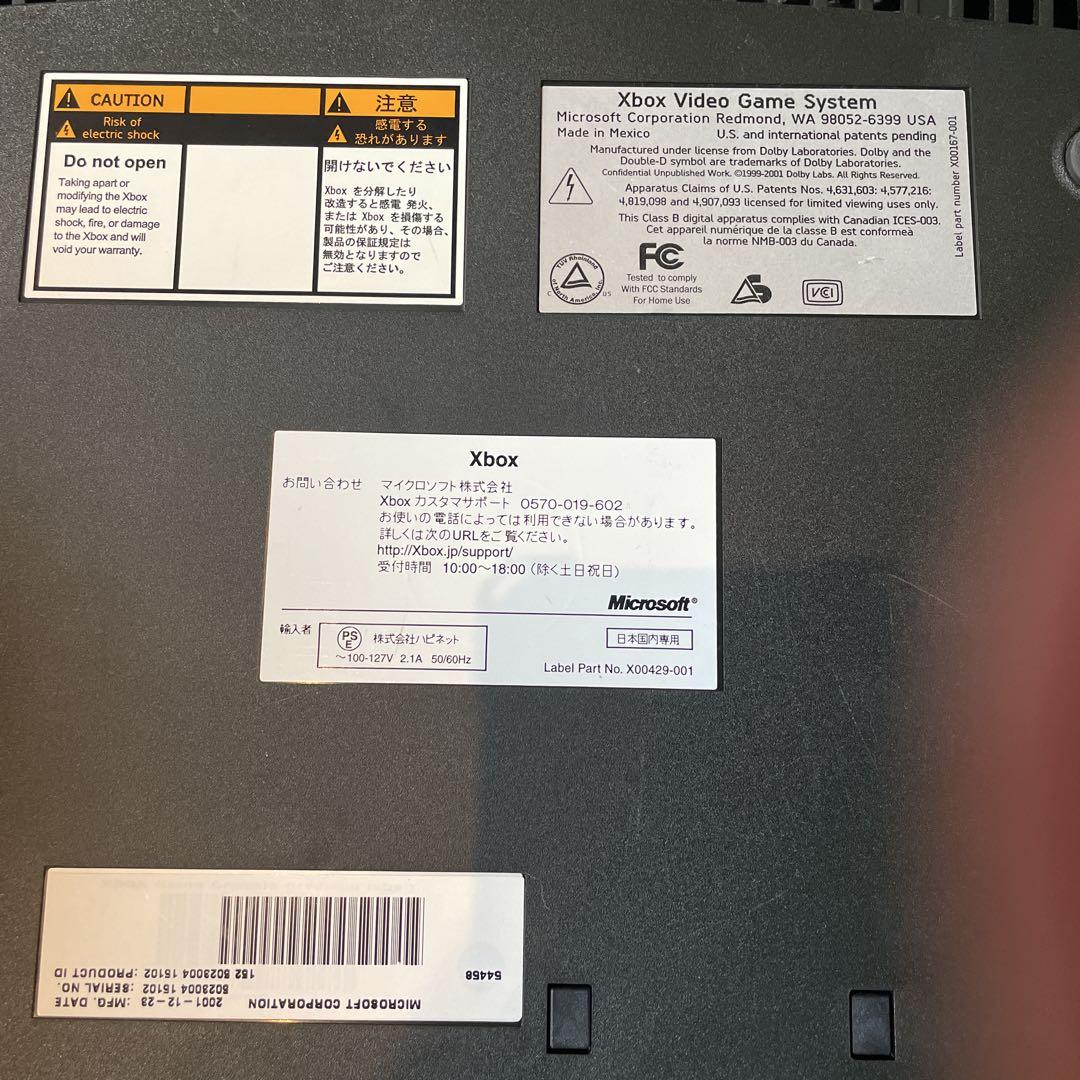 CAUTION
Risk of
electric shock
Do not open
Taking apart or
modifying the Xbox
may lead to electric
shock, fire, or damage
to the Xbox and will
void your warranty.
注意
感電する
恐れがあります
開けないでください
Xbox を分解したり
改造すると感電 発火、
または Xbox を損傷する
可能性があり、その場合、
製品の保証規定は
無効となりますので
ご注意ください。
Xbox Video Game System
Microsoft Corporation Redmond, WA 98052-6399 USA
Made in Mexico U.S. and international patents pending
Manufactured under license from Dolby Laboratories. Dolby and the
Double-D symbol are trademarks of Dolby Laboratories.
Confidential Unpublished Work. ©1999-2001 Dolby Labs. All Rights Reserved.
Apparatus Claims of U.S. Patents Nos. 4,631,603: 4,577,216:
4,819,098 and 4,907,093 licensed for limited viewing uses only.
This Class B digital apparatus complies with Canadian ICES-003.
Cet appareil numérique de la classe B est conformeà
la norme NMB-003 du Canada.
TÜV Rheinland
of North America, Inc.
C US
FC
Tested to comply
With FCC Standards
For Home Use
VCI
Label part number X00167-001
Xbox
お問い合わせ マイクロソフト株式会社
Xbox カスタマサポート 0570-019-602
お使いの電話によっては利用できない場合があります。
詳しくは次のURLをご覧ください。
http://Xbox.jp/support/
受付時間 10:00〜18:00 (除く土日祝日)
Microsoft®
輸入者 PSE 株式会社ハピネット
〜100-127V 2.1A 50/60Hz
日本国内専用
Label Part No. X00429-001
MICROSOFT CORPORATION 2001-12-23 :MFG. DATE
5023004 15102 :SERIAL NO.
54458 152 5023004 15102 :PRODUCT ID